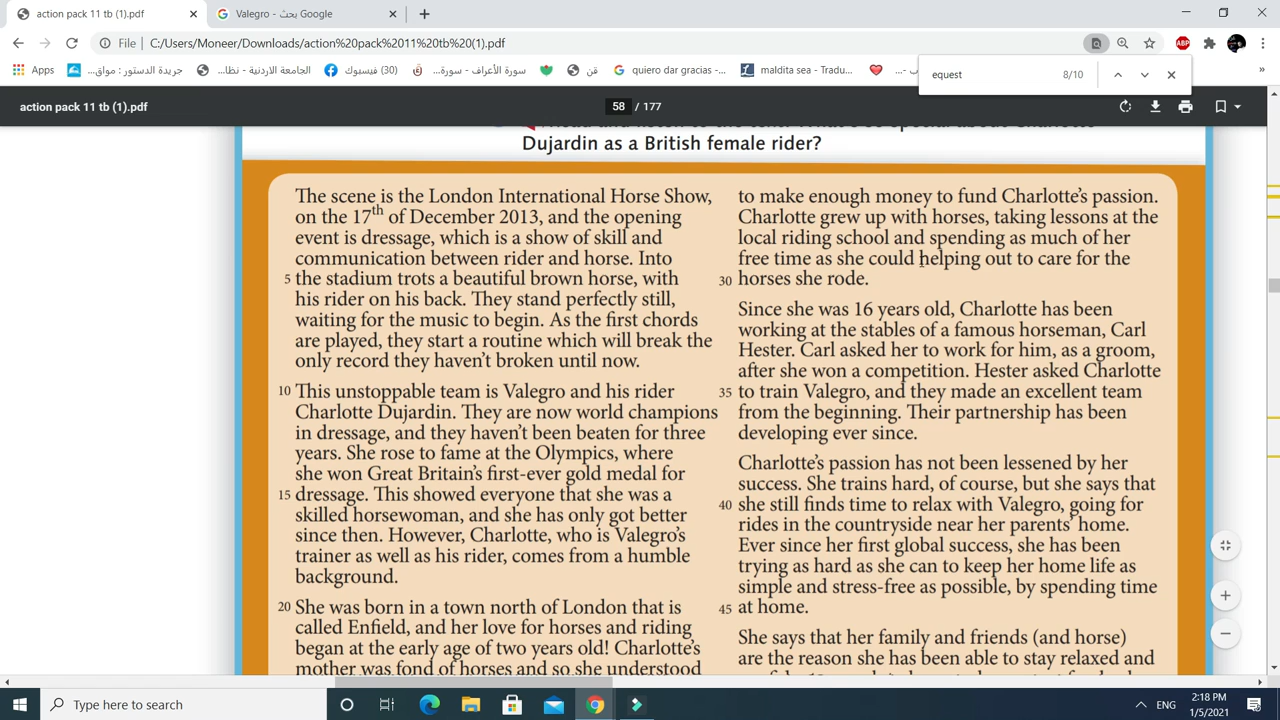 action pack 11 tb (1).pdf
Valegro - بحث Google
File
C:/Users/Moneer/Downloads/action%20pack%2011%20tb%20(1).pdf
ABP
Apps
جريدة الدستور : مواق...
الجامعة الاردنية - نظا...
(30) فيسبوك
سورة الأعراف - سورة...
قن
quiero dar gracias -...
maldita sea - Tradu...
equest
8/10
action pack 11 tb (1).pdf
58 / 177
Dujardin as a British female rider?
The scene is the London International Horse Show,
on the 17th of December 2013, and the opening
event is dressage, which is a show of skill and
communication between rider and horse. Into
5 the stadium trots a beautiful brown horse, with
his rider on his back. They stand perfectly still,
waiting for the music to begin. As the first chords
are played, they start a routine which will break the
only record they haven't broken until now.
10 This unstoppable team is Valegro and his rider
Charlotte Dujardin. They are now world champions
in dressage, and they haven't been beaten for three
years. She rose to fame at the Olympics, where
she won Great Britain's first-ever gold medal for
15 dressage. This showed everyone that she was a
skilled horsewoman, and she has only got better
since then. However, Charlotte, who is Valegro's
trainer as well as his rider, comes from a humble
background.
20 She was born in a town north of London that is
called Enfield, and her love for horses and riding
began at the early age of two years old! Charlotte's
mother was fond of horses and so she understood
to make enough money to fund Charlotte's passion.
Charlotte grew up with horses, taking lessons at the
local riding school and spending as much of her
free time as she could helping out to care for the
30 horses she rode.
Since she was 16 years old, Charlotte has been
working at the stables of a famous horseman, Carl
Hester. Carl asked her to work for him, as a groom,
after she won a competition. Hester asked Charlotte
35 to train Valegro, and they made an excellent team
from the beginning. Their partnership has been
developing ever since.
Charlotte's passion has not been lessened by her
success. She trains hard, of course, but she says that
40 she still finds time to relax with Valegro, going for
rides in the countryside near her parents' home.
Ever since her first global success, she has been
trying as hard as she can to keep her home life as
simple and stress-free as possible, by spending time
45 at home.
She says that her family and friends (and horse)
are the reason she has been able to stay relaxed and
Type here to search
ENG
2:18 PM
1/5/2021